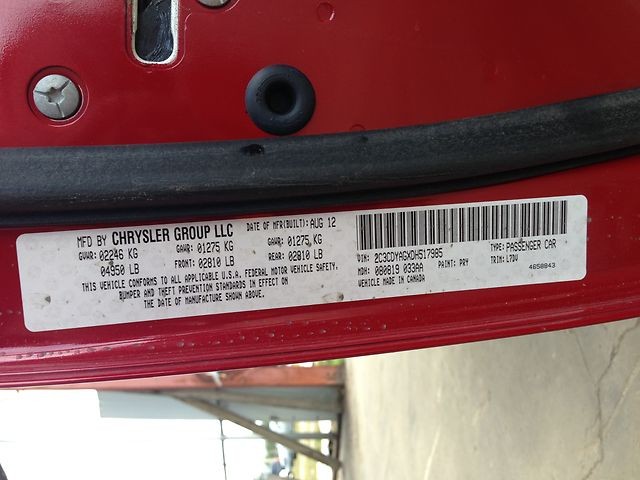 MFD BY CHRYSLER GROUP LLC DATE OF MFR(BUILT): AUG 12
GVWR: 02246 KG GAWR: 01275 KG GAWR: 01275 KG
04950 LB FRONT: 02810 LB REAR: 02810 LB
THIS VEHICLE CONFORMS TO ALL APPLICABLE U.S.A. FEDERAL MOTOR VEHICLE SAFETY,
BUMPER AND THEFT PREVENTION STANDARDS IN EFFECT ON
THE DATE OF MANUFACTURE SHOWN ABOVE.
VIN: 2C3CDYAGXDH517985 TYPE: PASSENGER CAR
MDH: 080819 033AA PAINT: PRY TRIM: L7DV
VEHICLE MADE IN CANADA 4658843